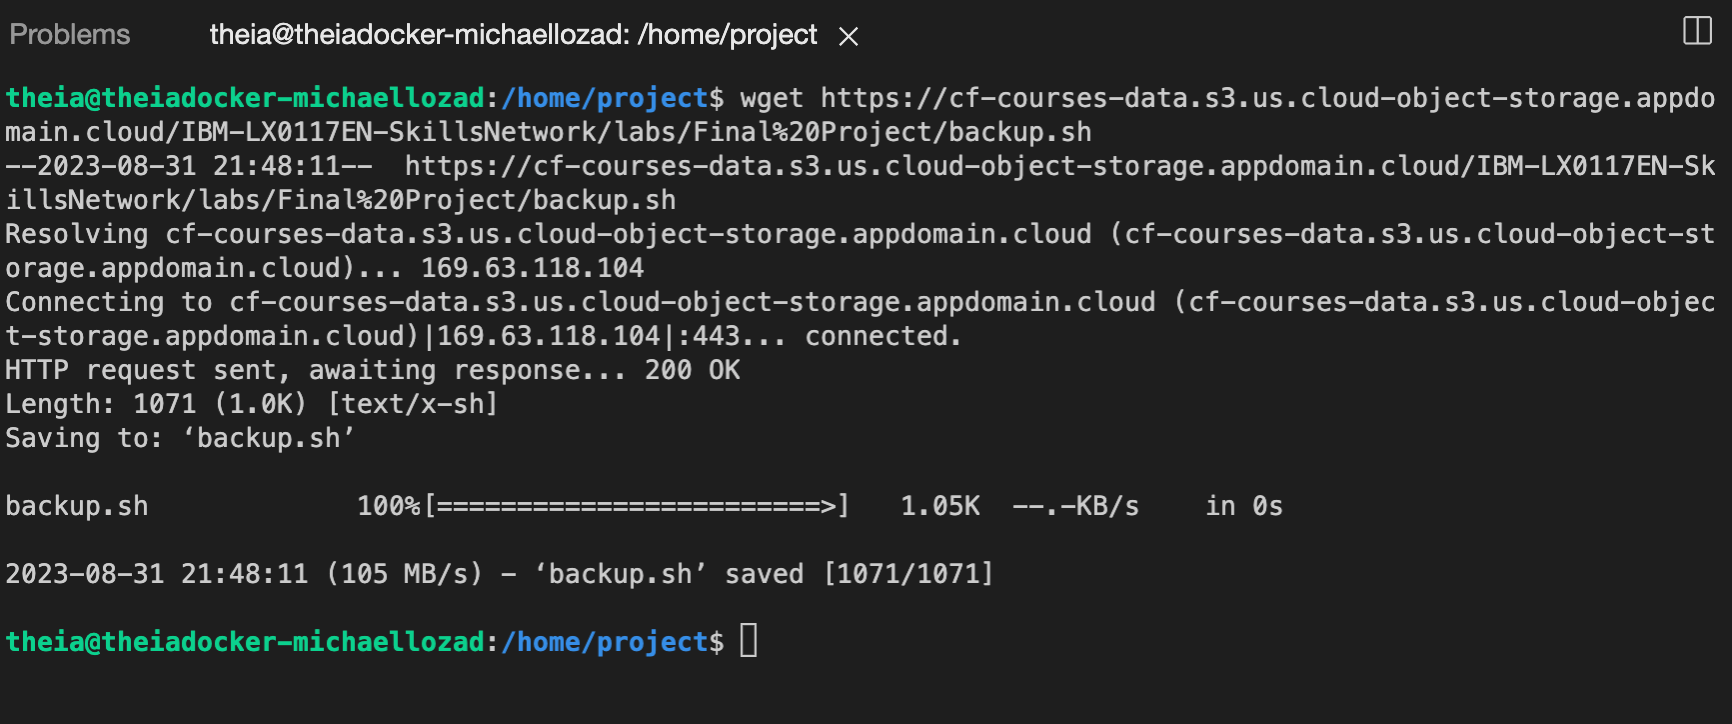 Problems theia@theiadocker-michaellozad: /home/project ×
theia@theiadocker-michaellozad:/home/project$ wget https://cf-courses-data.s3.us.cloud-object-storage.appdo
main.cloud/IBM-LX0117EN-SkillsNetwork/labs/Final%20Project/backup.sh
--2023-08-31 21:48:11--  https://cf-courses-data.s3.us.cloud-object-storage.appdomain.cloud/IBM-LX0117EN-Sk
illsNetwork/labs/Final%20Project/backup.sh
Resolving cf-courses-data.s3.us.cloud-object-storage.appdomain.cloud (cf-courses-data.s3.us.cloud-object-st
orage.appdomain.cloud)... 169.63.118.104
Connecting to cf-courses-data.s3.us.cloud-object-storage.appdomain.cloud (cf-courses-data.s3.us.cloud-objec
t-storage.appdomain.cloud)|169.63.118.104|:443... connected.
HTTP request sent, awaiting response... 200 OK
Length: 1071 (1.0K) [text/x-sh]
Saving to: ‘backup.sh’
backup.sh             100%[========================>]   1.05K  --.-KB/s    in 0s
2023-08-31 21:48:11 (105 MB/s) - ‘backup.sh’ saved [1071/1071]
theia@theiadocker-michaellozad:/home/project$